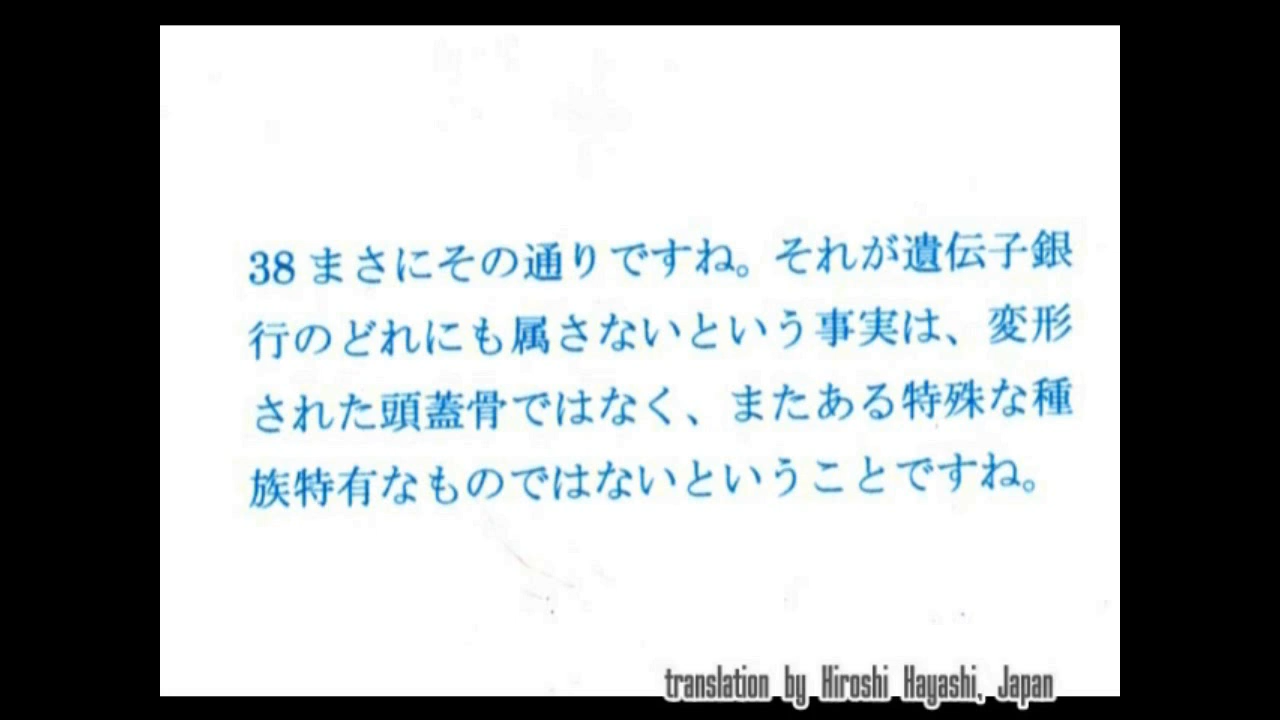 38 まさにその通りですね。それが遺伝子銀
行のどれにも属さないという事実は、変形
された頭蓋骨ではなく、またある特殊な種
族特有なものではないということですね。
translation by Hiroshi Hayashi, Japan